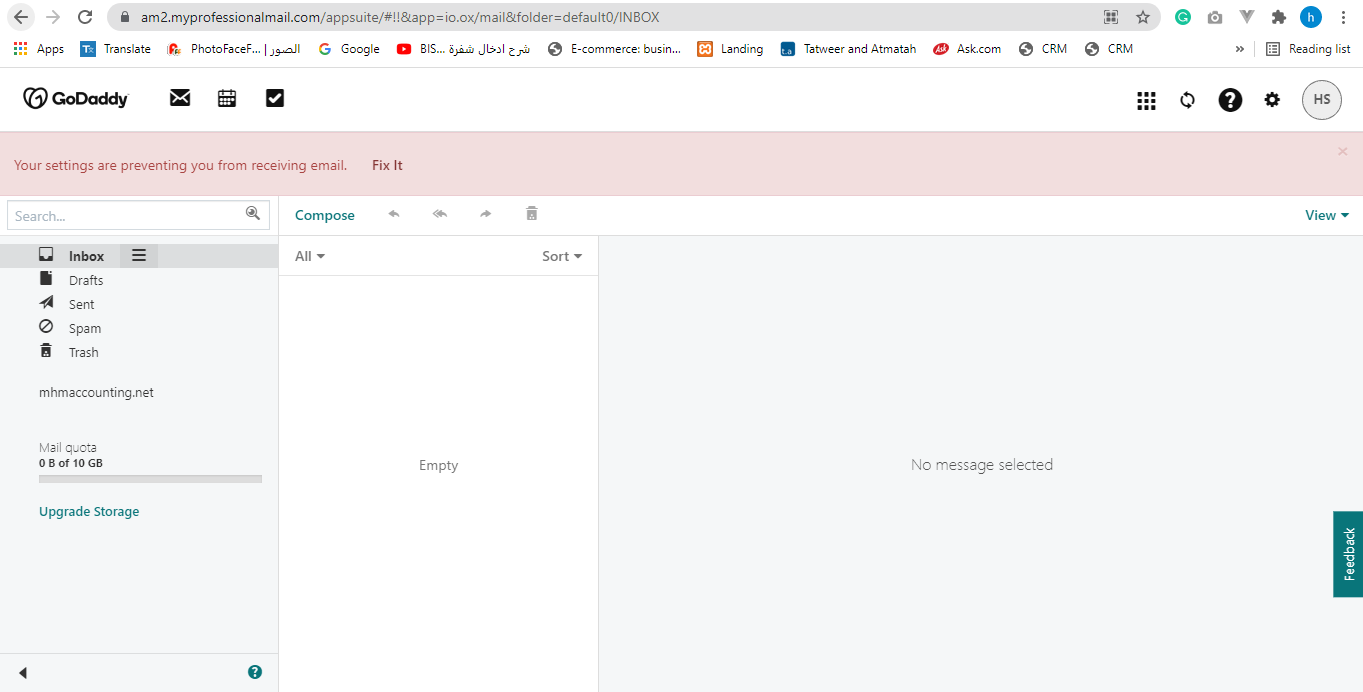 am2.myprofessionalmail.com/appsuite/#!!&app=io.ox/mail&folder=default0/INBOX
G h
Apps Translate PhotoFaceF... | الصور Google BIS... شرح ادخال شفرة E-commerce: busin... Landing t.a Tatweer and Atmatah Ask Ask.com CRM CRM » Reading list
GoDaddy ? HS
Your settings are preventing you from receiving email. Fix It ×
Search... Compose View
Inbox All Sort
Drafts
Sent
Spam
Trash
mhmaccounting.net
Mail quota
0 B of 10 GB
Empty No message selected
Upgrade Storage
Feedback
?